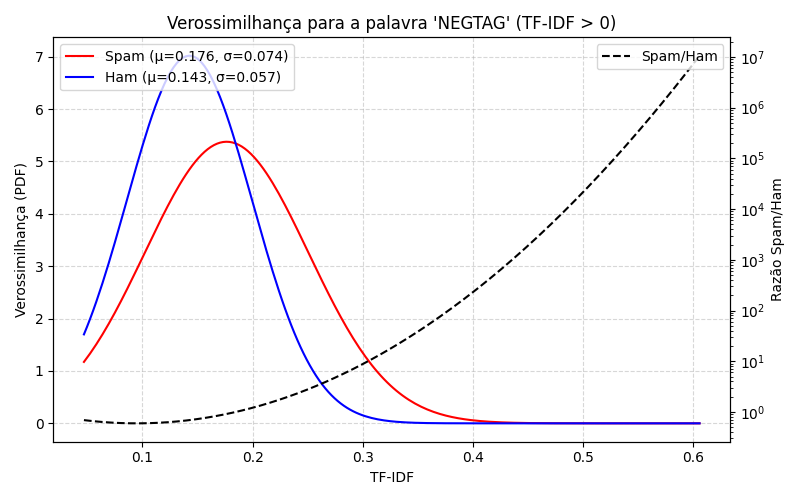 Verossimilhança para a palavra 'NEGTAG' (TF-IDF > 0)
Spam (μ=0.176, σ=0.074)
Ham (μ=0.143, σ=0.057)
Spam/Ham
Verossimilhança (PDF)
7
6
5
4
3
2
1
0
0.1 0.2 0.3 0.4 0.5 0.6
TF-IDF
10⁷
10⁶
10⁵
10⁴
10³
10²
10¹
10⁰
Razão Spam/Ham